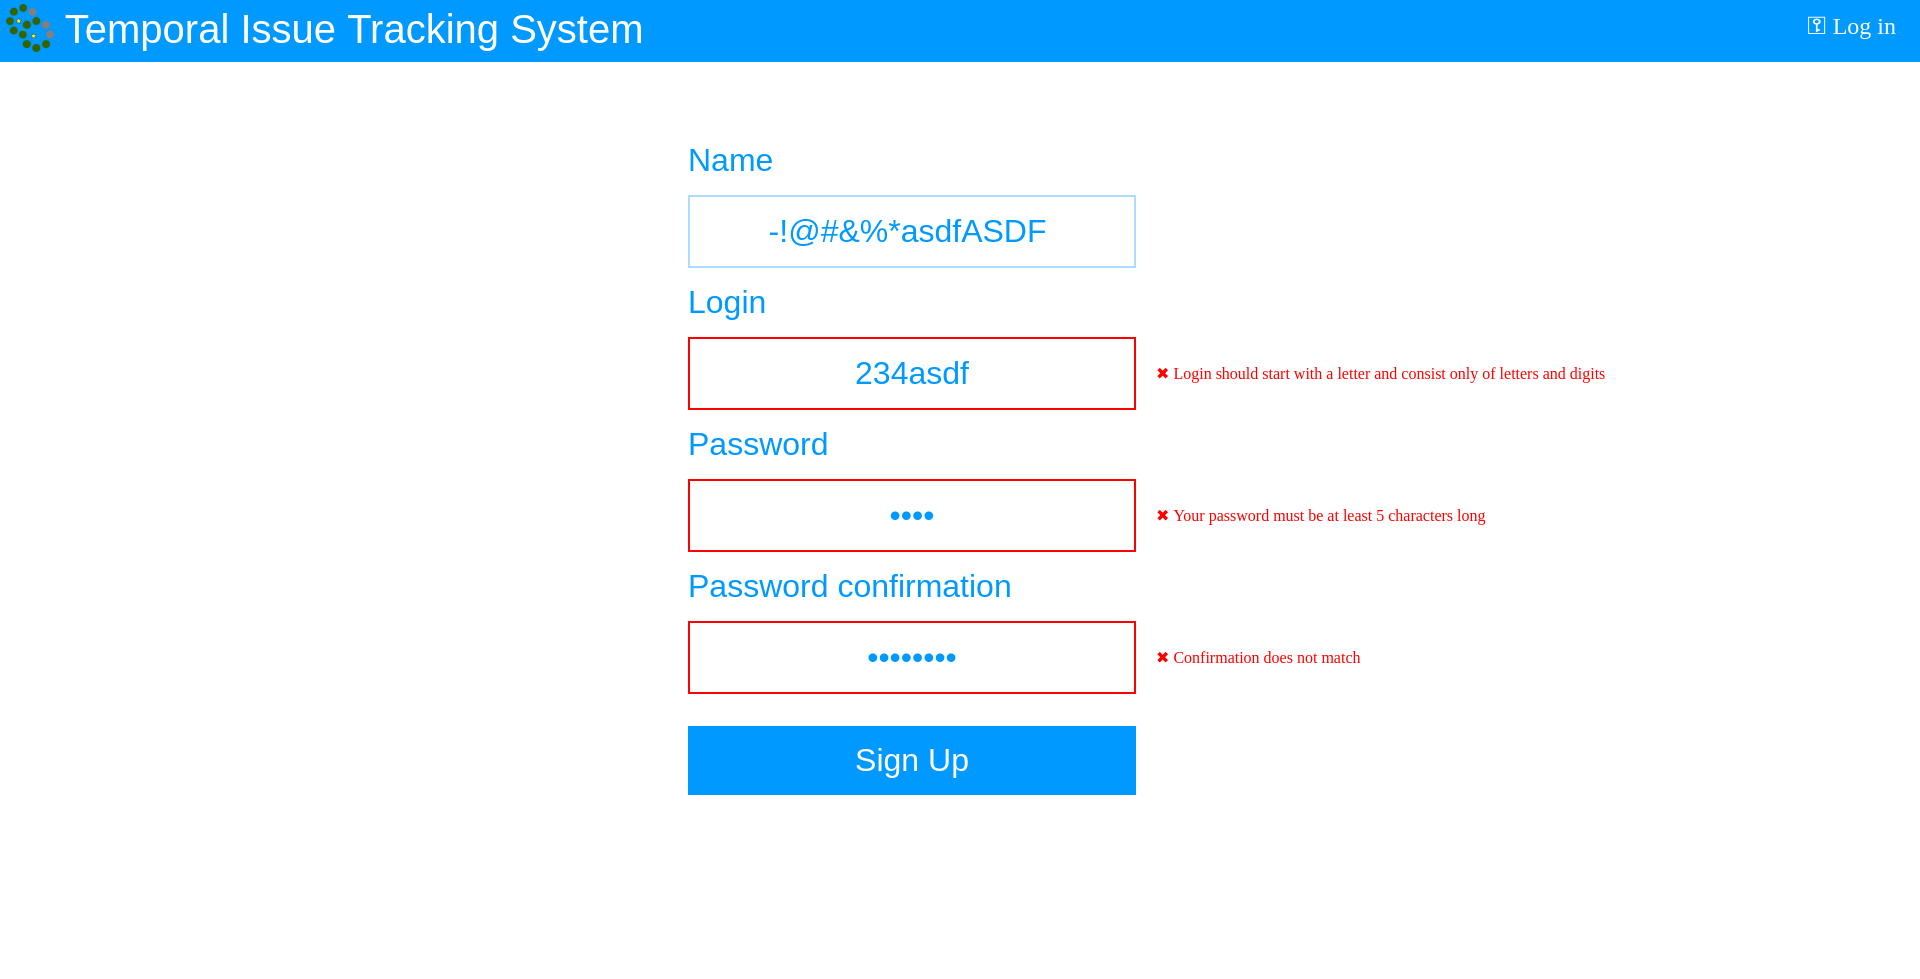 Temporal Issue Tracking System
⚿ Log in
Name
-!@#&%*asdfASDF
Login
234asdf
✖ Login should start with a letter and consist only of letters and digits
Password
••••
✖ Your password must be at least 5 characters long
Password confirmation
••••••••
✖ Confirmation does not match
Sign Up